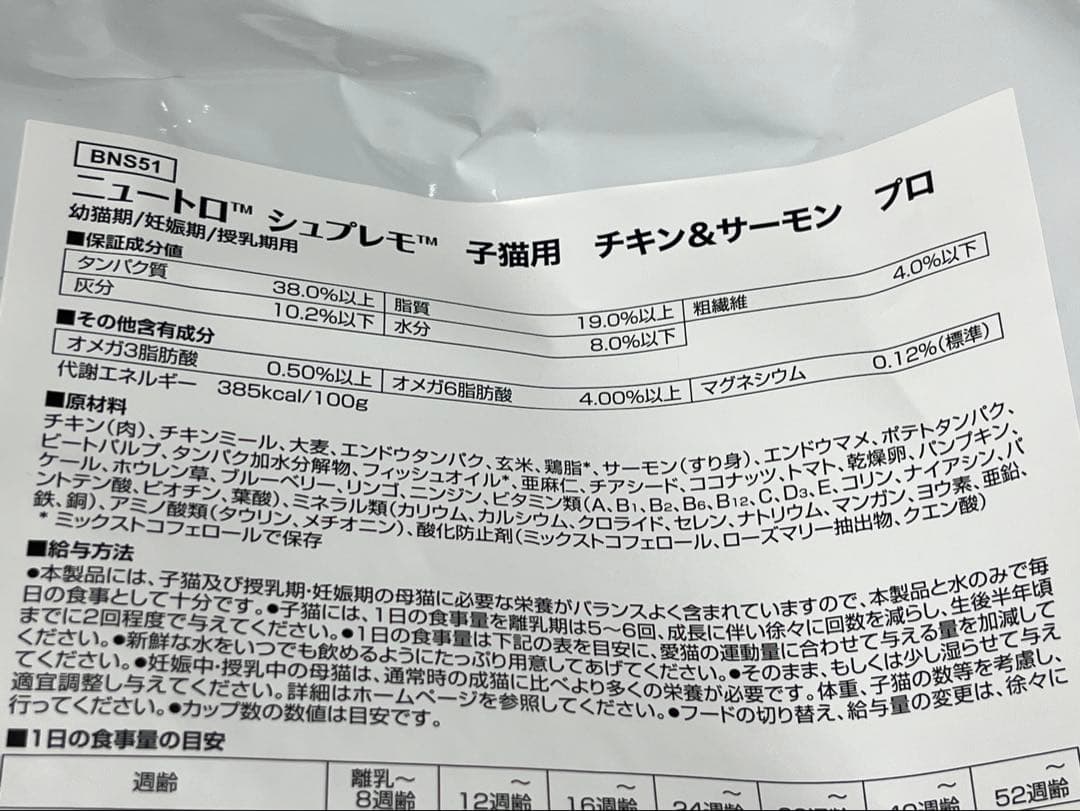 BNS51
ニュートロ™ シュプレモ™ 子猫用 チキン&サーモン プロ
幼猫期/妊娠期/授乳期用
■保証成分値
タンパク質 38.0%以上 脂質 19.0%以上 粗繊維 4.0%以下
灰分 10.2%以下 水分 8.0%以下
■その他含有成分
オメガ3脂肪酸 0.50%以上 オメガ6脂肪酸 4.00%以上 マグネシウム 0.12%(標準)
代謝エネルギー 385kcal/100g
■原材料
チキン(肉)、チキンミール、大麦、エンドウタンパク、玄米、鶏脂*、サーモン(すり身)、エンドウマメ、ポテトタンパク、
ビートパルプ、タンパク加水分解物、フィッシュオイル*、亜麻仁、チアシード、ココナッツ、トマト、乾燥卵、パンプキン、
ケール、ホウレン草、ブルーベリー、リンゴ、ニンジン、ビタミン類(A、B1、B2、B6、B12、C、D3、E、コリン、ナイアシン、パ
ントテン酸、ビオチン、葉酸)、ミネラル類(カリウム、カルシウム、クロライド、セレン、ナトリウム、マンガン、ヨウ素、亜鉛、
鉄、銅)、アミノ酸類(タウリン、メチオニン)、酸化防止剤(ミックストコフェロール、ローズマリー抽出物、クエン酸)
* ミックストコフェロールで保存
■給与方法
●本製品には、子猫及び授乳期・妊娠期の母猫に必要な栄養がバランスよく含まれていますので、本製品と水のみで毎
日の食事として十分です。●子猫には、1日の食事量を離乳期は5〜6回、成長に伴い徐々に回数を減らし、生後半年頃
までに2回程度で与えてください。●1日の食事量は下記の表を目安に、愛猫の運動量に合わせて与える量を加減して
ください。●新鮮な水をいつでも飲めるようにたっぷり用意してあげてください。●そのまま、もしくは少し湿らせて与え
てください。●妊娠中・授乳中の母猫は、通常時の成猫に比べより多くの栄養が必要です。体重、子猫の数等を考慮し、
適宜調整し与えてください。詳細はホームページを参照してください。●フードの切り替え、給与量の変更は、徐々に
行ってください。●カップ数の数値は目安です。
■1日の食事量の目安
週齢 離乳〜 〜 〜 〜 〜 〜 〜
8週齢 12週齢 16週齢 24週齢 52週齢